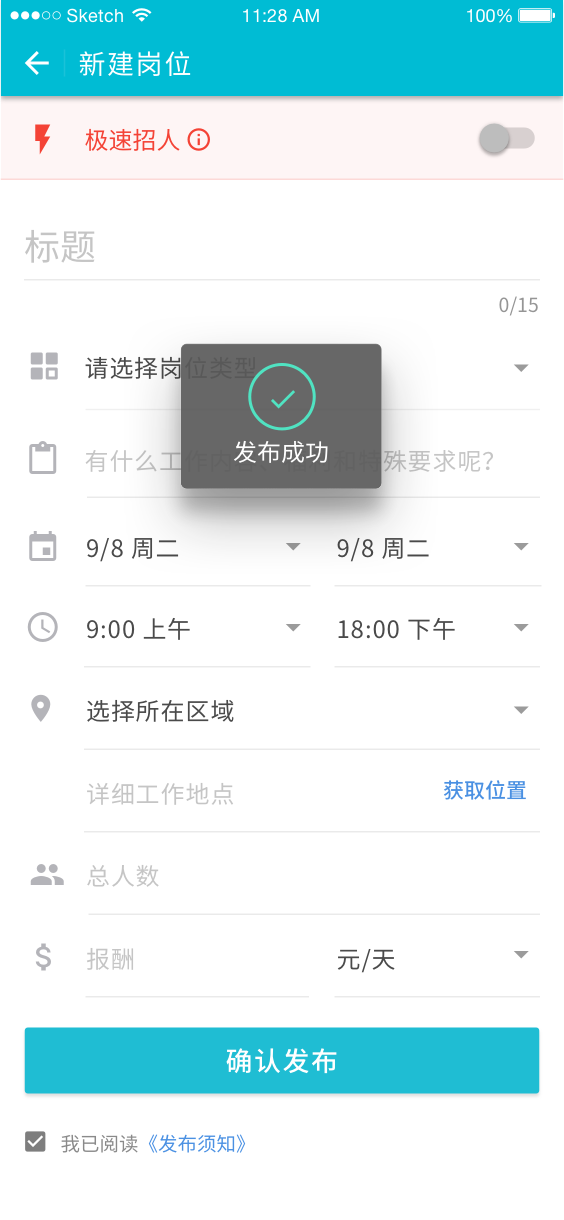 Sketch 11:28 AM 100%
新建岗位
极速招人
标题
0/15
请选择岗位类型
发布成功
有什么工作内容、福利和特殊要求呢?
9/8 周二 9/8 周二
9:00 上午 18:00 下午
选择所在区域
详细工作地点 获取位置
总人数
报酬 元/天
确认发布
我已阅读《发布须知》